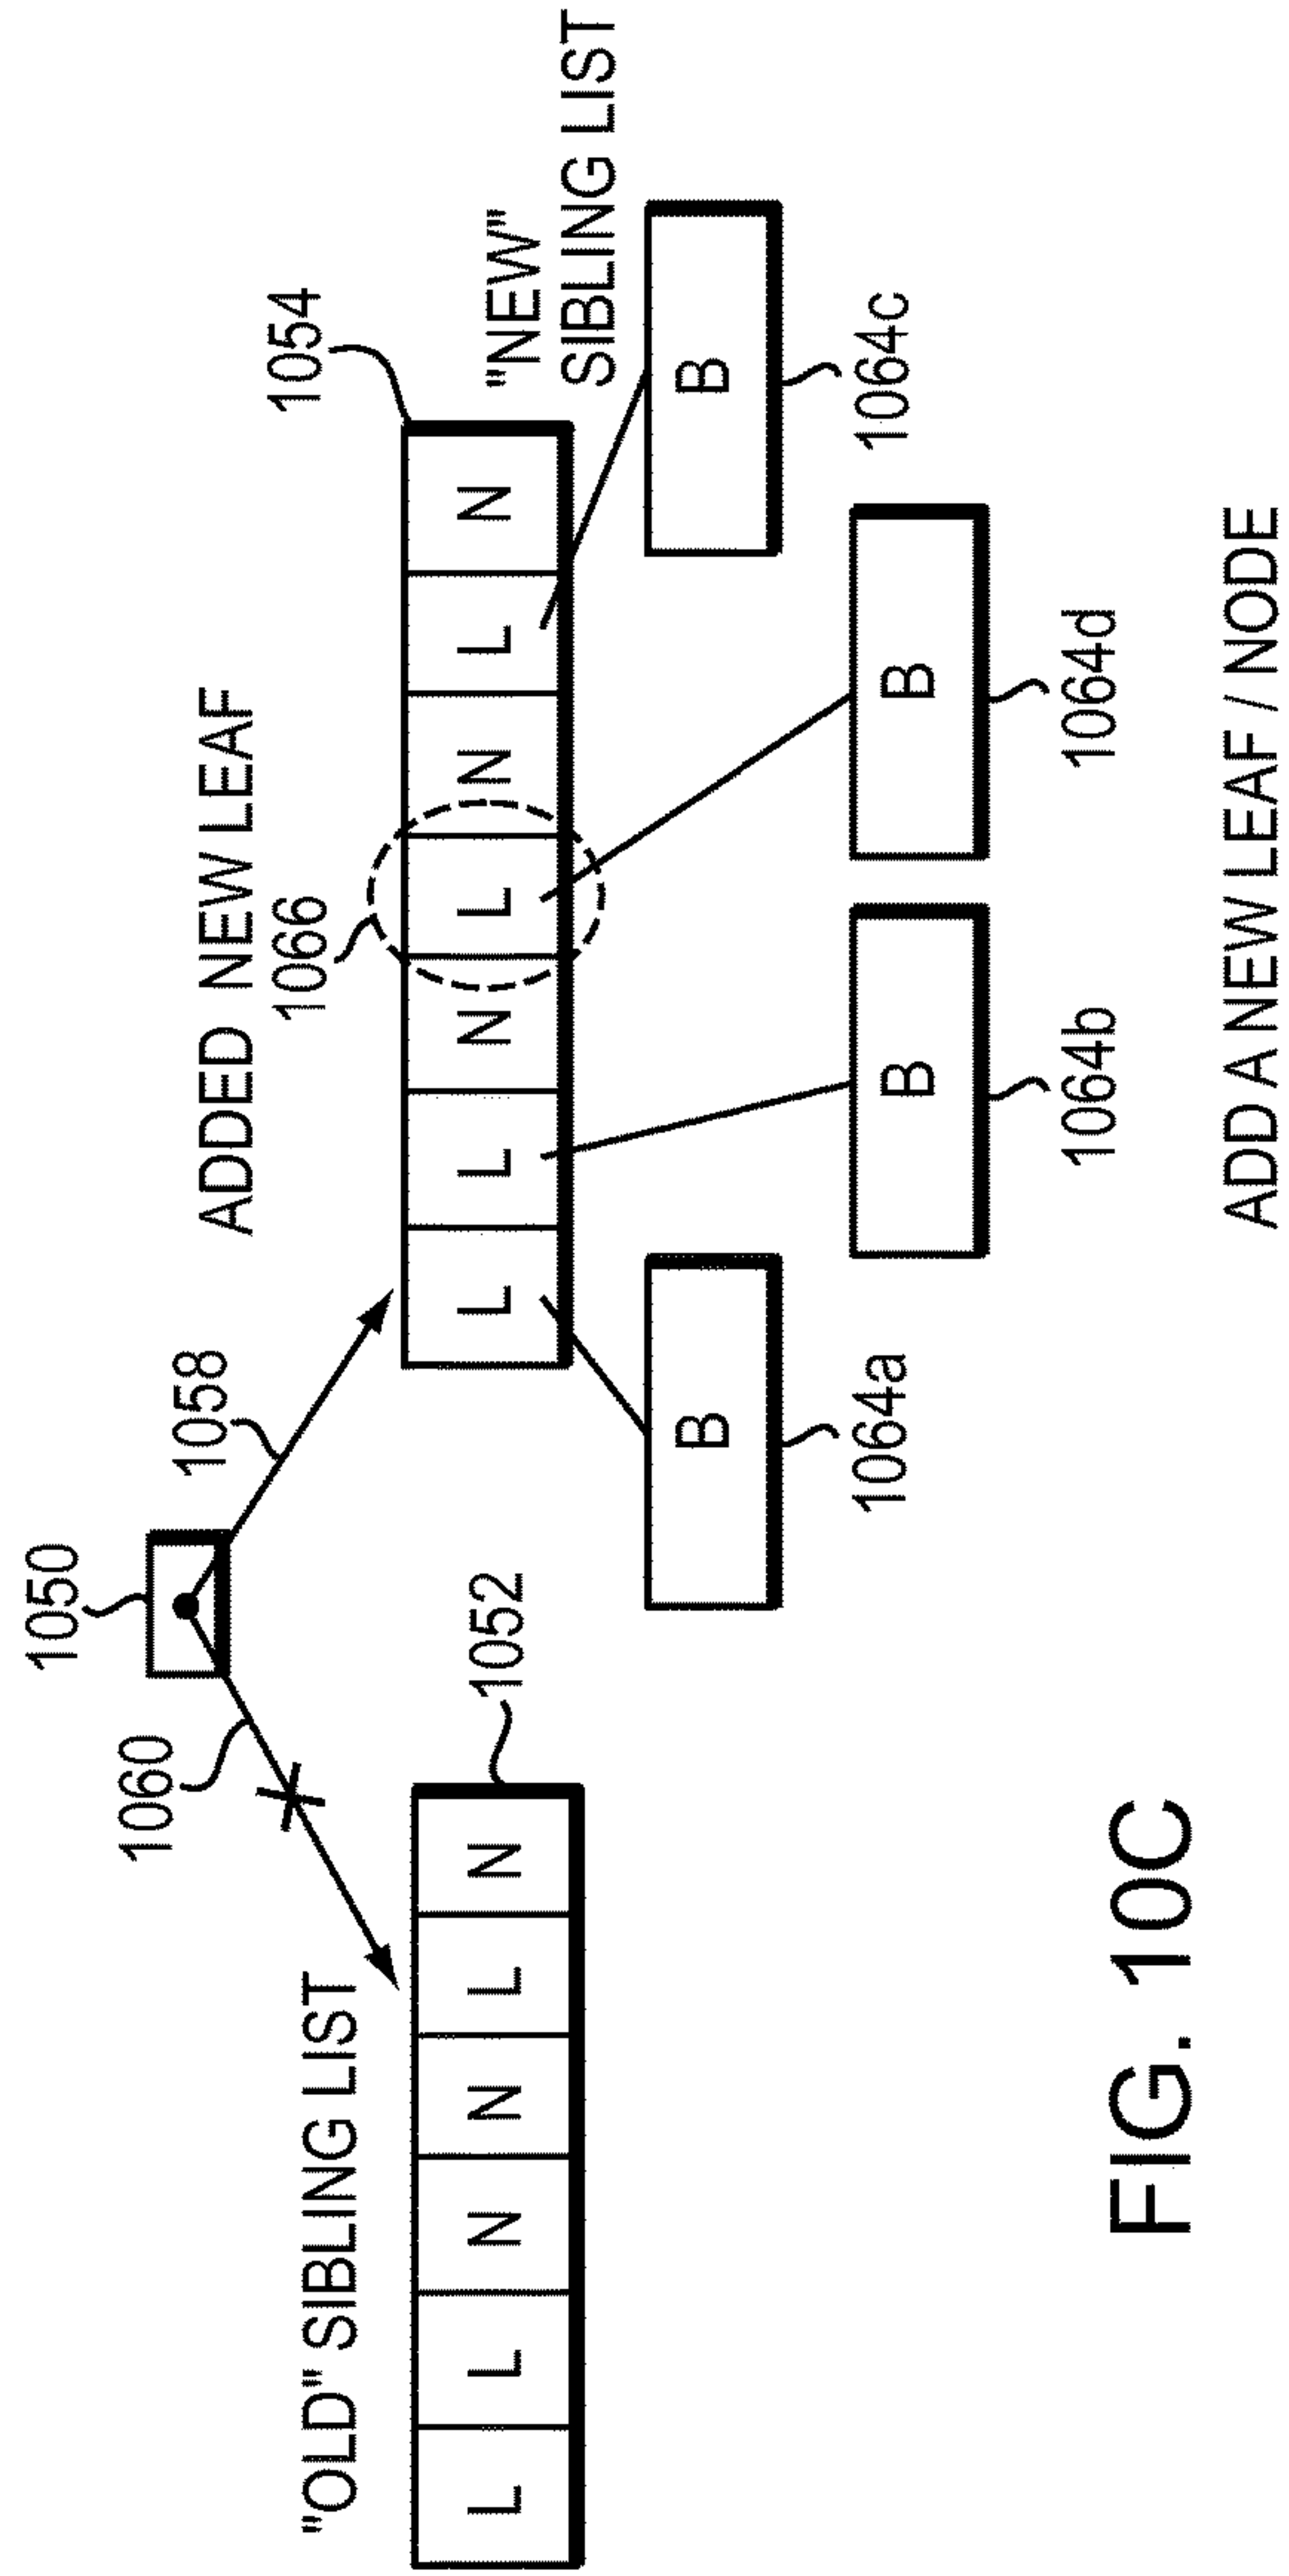 1050
1060
1058
ADDED NEW LEAF
1066
1054
"OLD" SIBLING LIST
L L N N L N
1052
L L N L N L N
"NEW"
SIBLING LIST
B
1064a
B
1064b
B
1064d
B
1064c
FIG. 10C
ADD A NEW LEAF / NODE